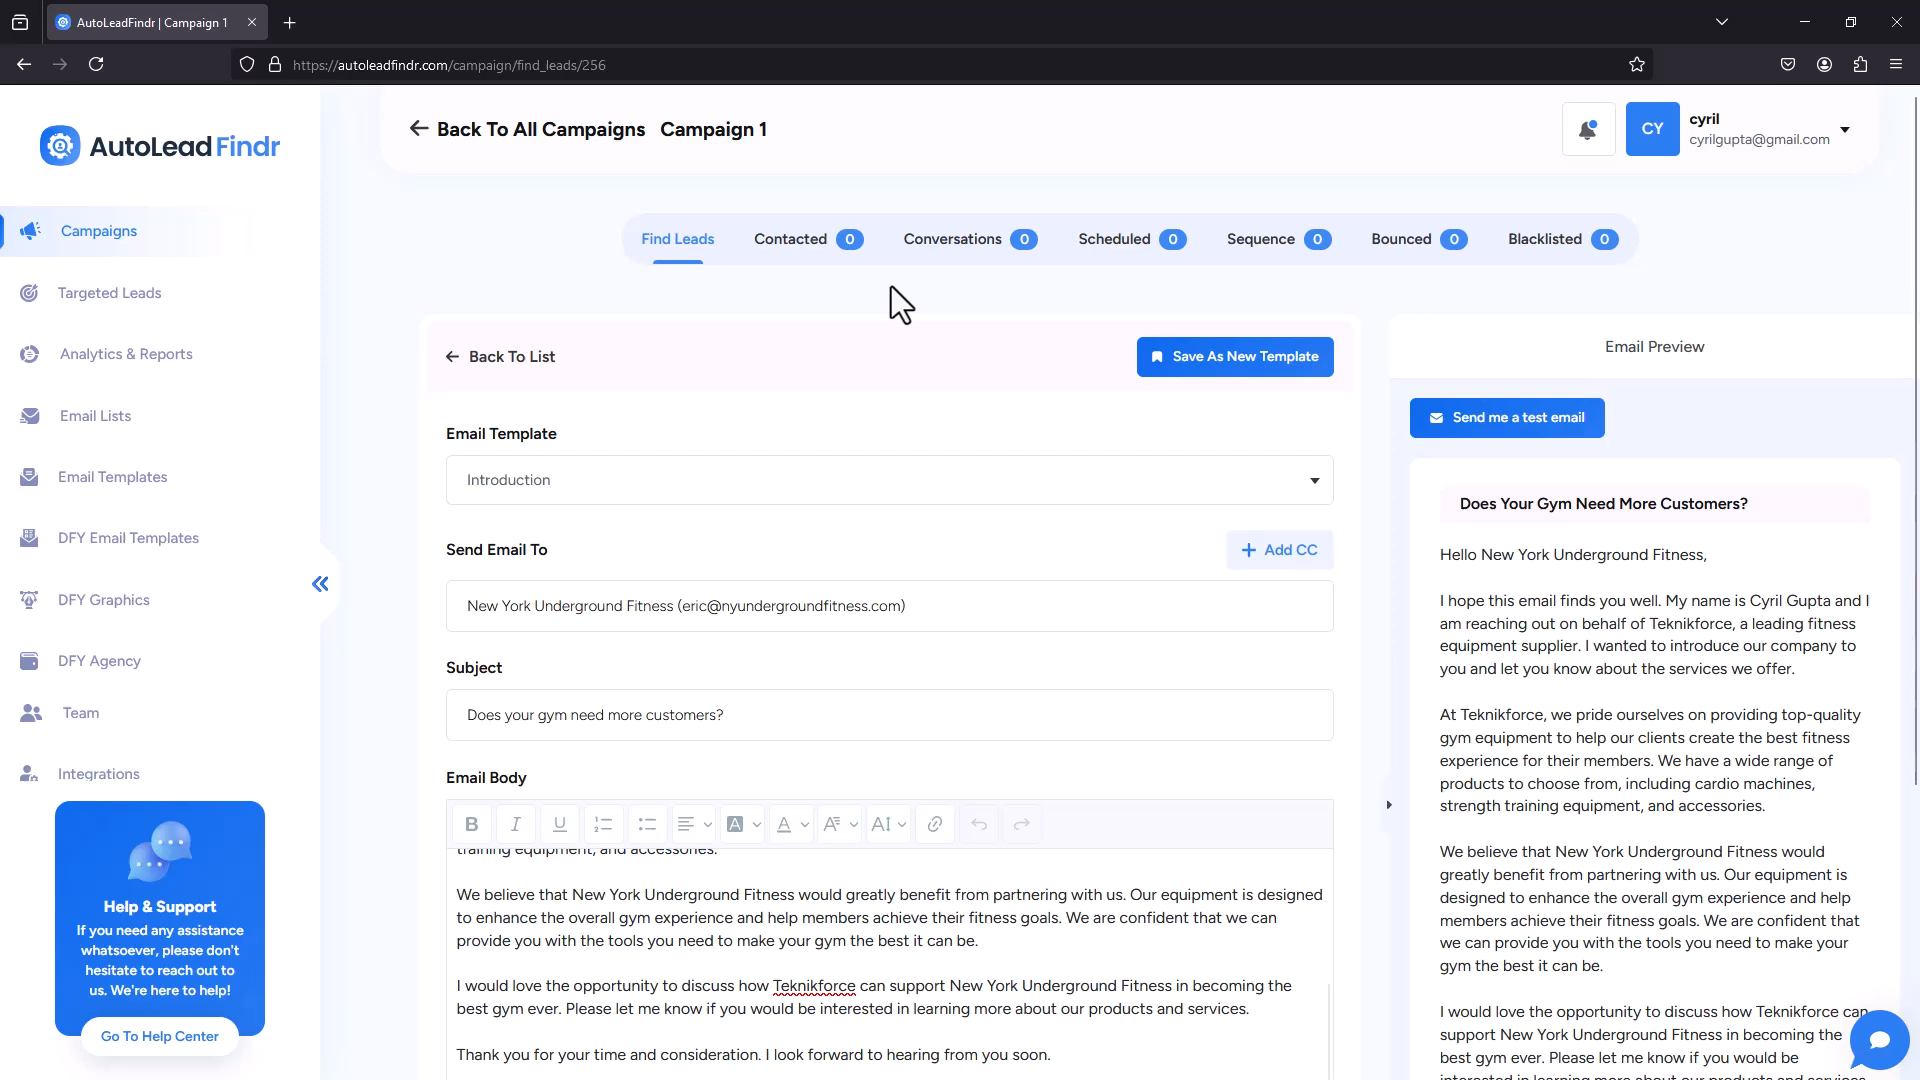 AutoLeadFindr | Campaign 1
https://autoleadfindr.com/campaign/find_leads/256
AutoLead Findr
Back To All Campaigns Campaign 1
CY
cyril
cyrilgupta@gmail.com
Campaigns
Targeted Leads
Analytics & Reports
Email Lists
Email Templates
DFY Email Templates
DFY Graphics
DFY Agency
Team
Integrations
Help & Support
If you need any assistance
whatsoever, please don't
hesitate to reach out to
us. We're here to help!
Go To Help Center
Find Leads
Contacted 0
Conversations 0
Scheduled 0
Sequence 0
Bounced 0
Blacklisted 0
Back To List
Save As New Template
Email Template
Introduction
Send Email To
Add CC
New York Underground Fitness (eric@nyundergroundfitness.com)
Subject
Does your gym need more customers?
Email Body
training equipment, and accessories.
We believe that New York Underground Fitness would greatly benefit from partnering with us. Our equipment is designed
to enhance the overall gym experience and help members achieve their fitness goals. We are confident that we can
provide you with the tools you need to make your gym the best it can be.
I would love the opportunity to discuss how Teknikforce can support New York Underground Fitness in becoming the
best gym ever. Please let me know if you would be interested in learning more about our products and services.
Thank you for your time and consideration. I look forward to hearing from you soon.
Email Preview
Send me a test email
Does Your Gym Need More Customers?
Hello New York Underground Fitness,
I hope this email finds you well. My name is Cyril Gupta and I
am reaching out on behalf of Teknikforce, a leading fitness
equipment supplier. I wanted to introduce our company to
you and let you know about the services we offer.
At Teknikforce, we pride ourselves on providing top-quality
gym equipment to help our clients create the best fitness
experience for their members. We have a wide range of
products to choose from, including cardio machines,
strength training equipment, and accessories.
We believe that New York Underground Fitness would
greatly benefit from partnering with us. Our equipment is
designed to enhance the overall gym experience and help
members achieve their fitness goals. We are confident that
we can provide you with the tools you need to make your
gym the best it can be.
I would love the opportunity to discuss how Teknikforce can
support New York Underground Fitness in becoming the
best gym ever. Please let me know if you would be
interested in learning more about our products and services.